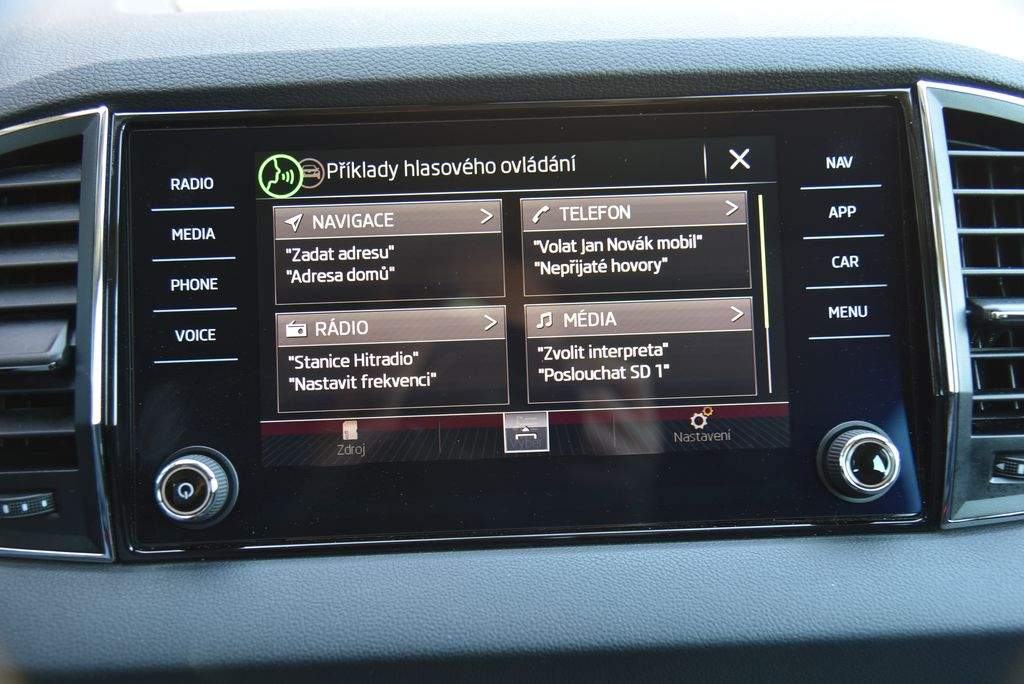 RADIO
MEDIA
PHONE
VOICE
Příklady hlasového ovládání
NAVIGACE
"Zadat adresu"
"Adresa domů"
TELEFON
"Volat Jan Novák mobil"
"Nepřijaté hovory"
RÁDIO
"Stanice Hitradio"
"Nastavit frekvenci"
MÉDIA
"Zvolit interpreta"
"Poslouchat SD 1"
Zdroj
Nastavení
NAV
APP
CAR
MENU